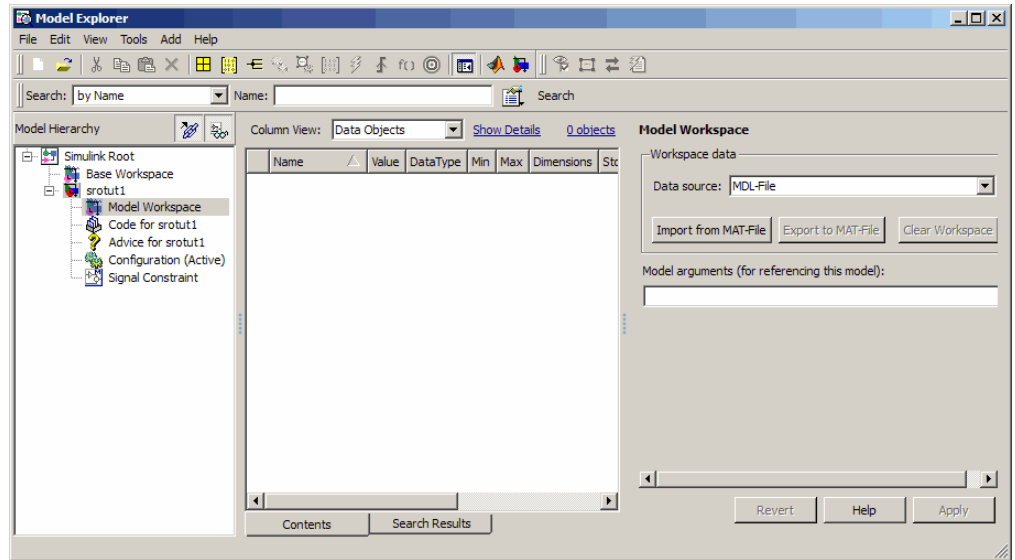 Model Explorer
File Edit View Tools Add Help
f()
Search: by Name Name: Search
Model Hierarchy
Simulink Root
Base Workspace
srotut1
Model Workspace
Code for srotut1
Advice for srotut1
Configuration (Active)
Signal Constraint
Column View: Data Objects Show Details 0 objects
Name Value DataType Min Max Dimensions Stc
Contents Search Results
Model Workspace
Workspace data
Data source: MDL-File
Import from MAT-File Export to MAT-File Clear Workspace
Model arguments (for referencing this model):
Revert Help Apply